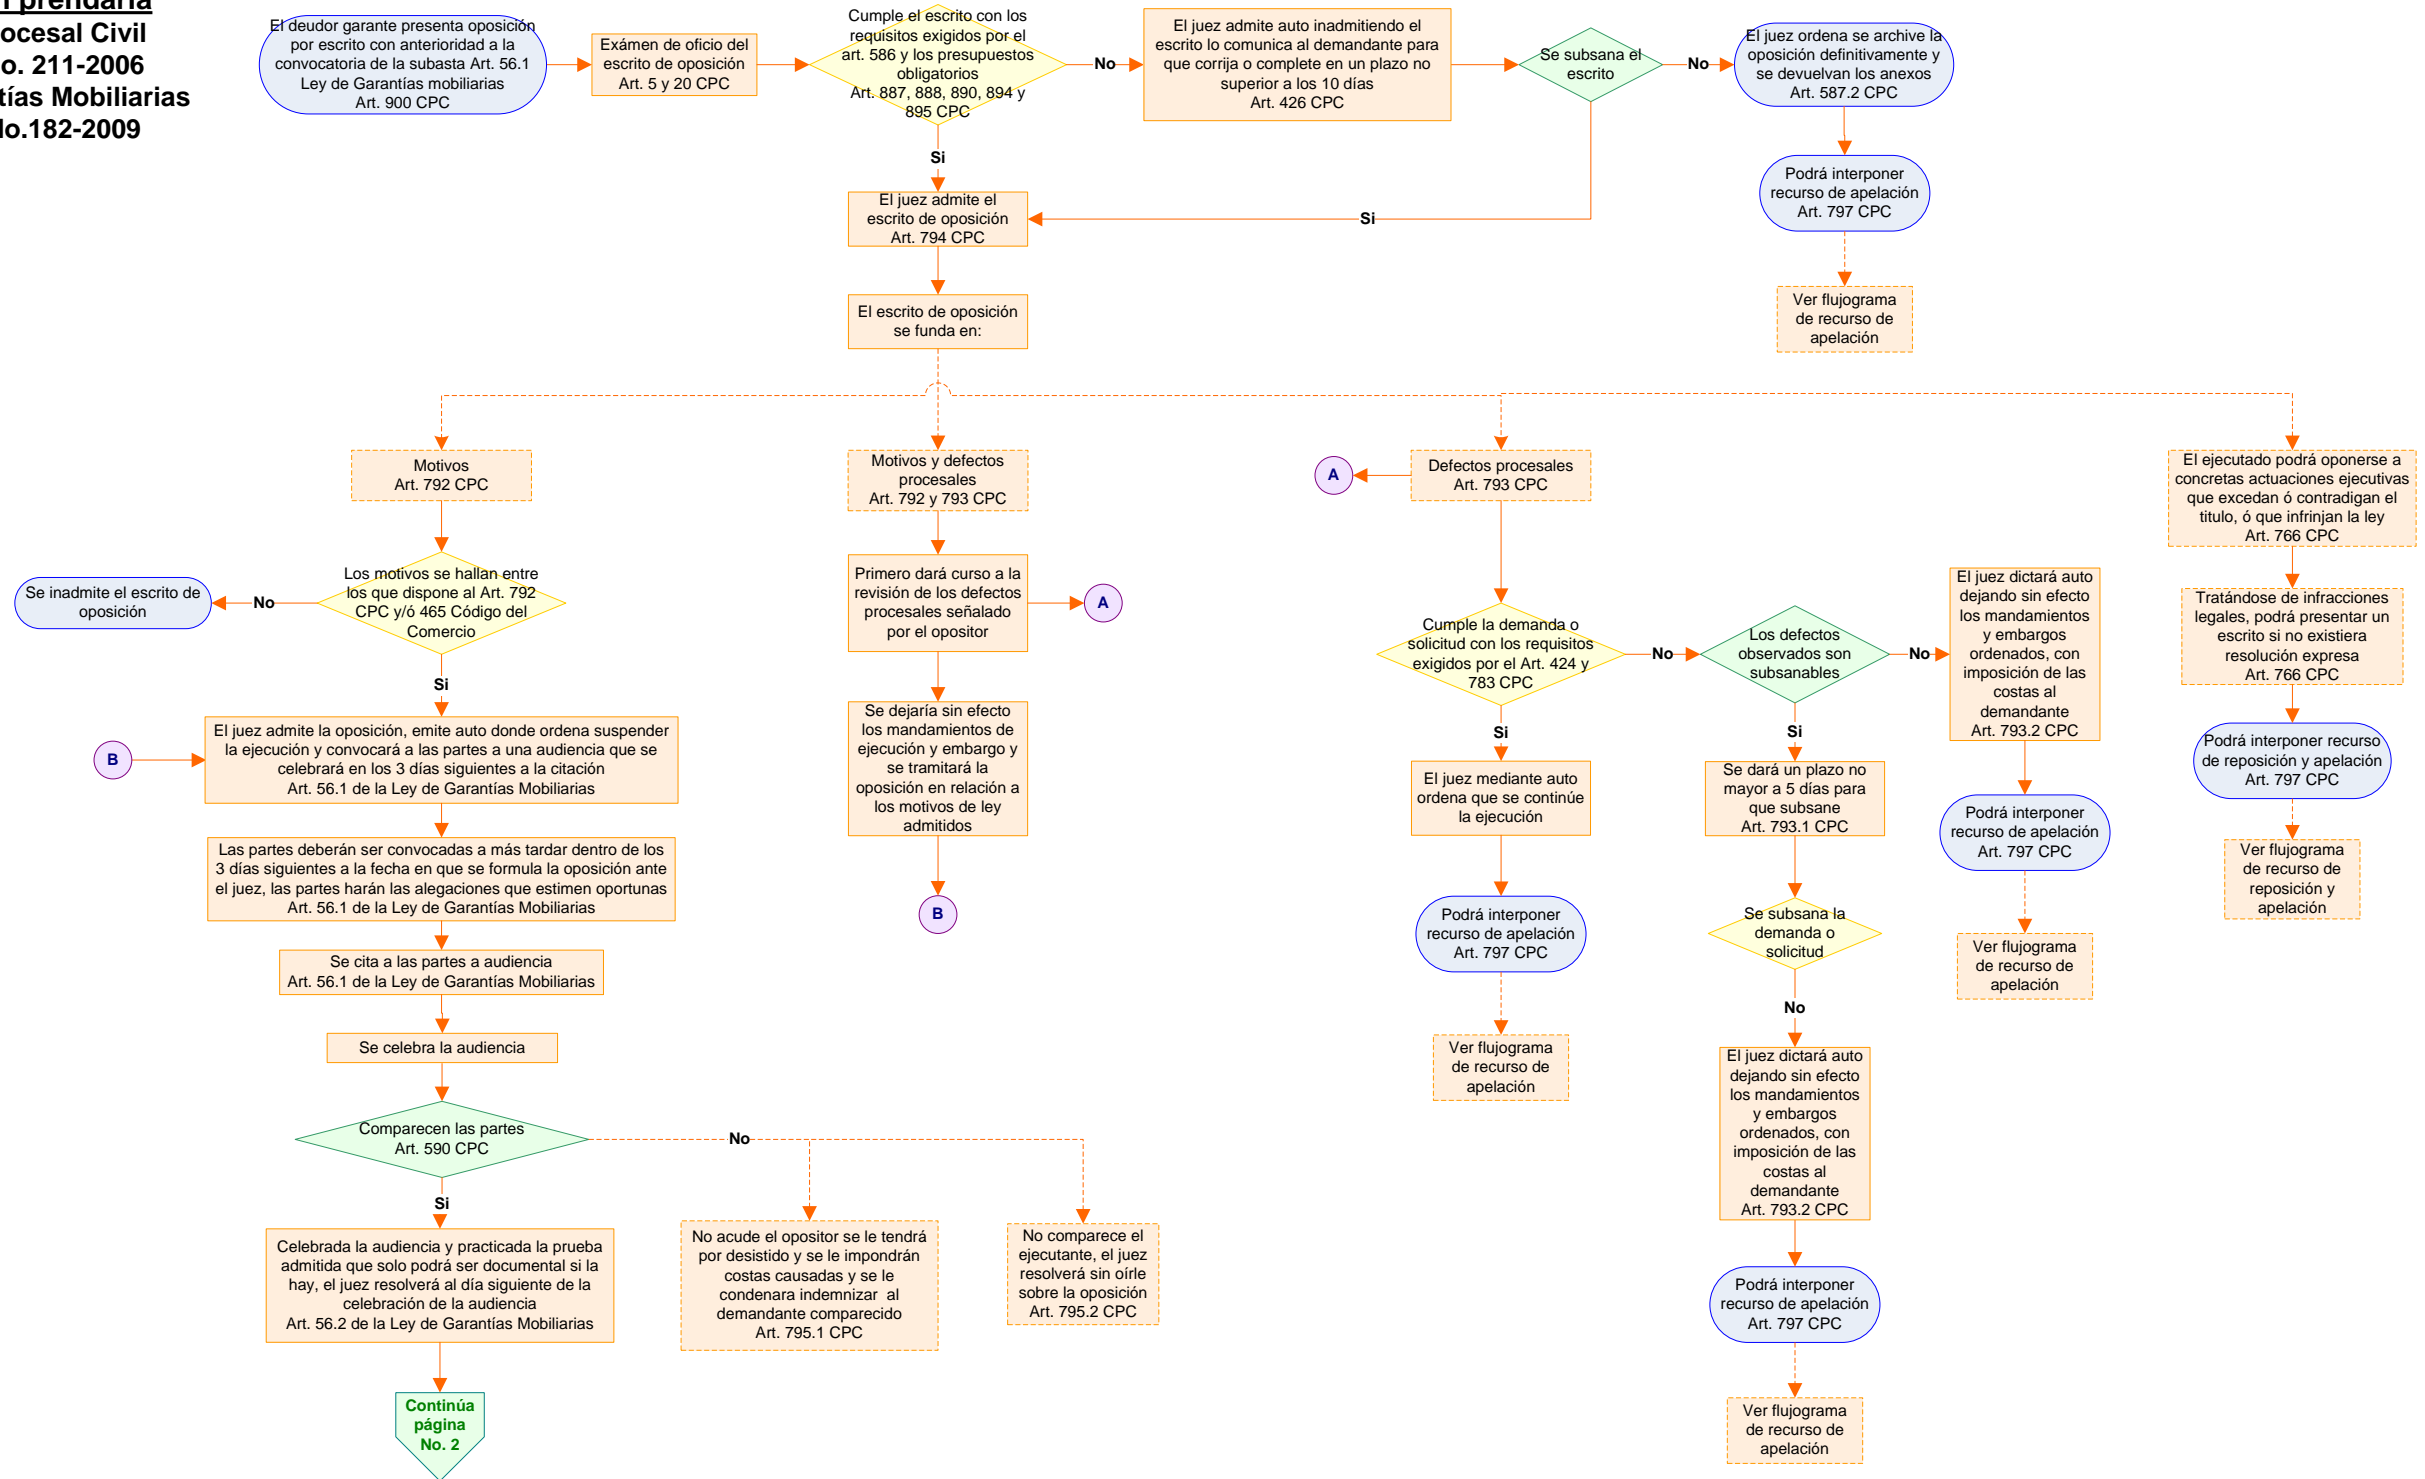 n prendaria
ocesal Civil
o. 211-2006
tías Mobiliarias
No.182-2009
El deudor garante presenta oposición
por escrito con anterioridad a la
convocatoria de la subasta Art. 56.1
Ley de Garantías mobiliarias
Art. 900 CPC
Exámen de oficio del
escrito de oposición
Art. 5 y 20 CPC
Cumple el escrito con los
requisitos exigidos por el
art. 586 y los presupuestos
obligatorios
Art. 887, 888, 890, 894 y
895 CPC
No
El juez admite auto inadmitiendo el
escrito lo comunica al demandante para
que corrija o complete en un plazo no
superior a los 10 días
Art. 426 CPC
Se subsana el
escrito
No
El juez ordena se archive la
oposición definitivamente y
se devuelvan los anexos
Art. 587.2 CPC
Podrá interponer
recurso de apelación
Art. 797 CPC
Ver flujograma
de recurso de
apelación
Si
Si
El juez admite el
escrito de oposición
Art. 794 CPC
El escrito de oposición
se funda en:
Motivos
Art. 792 CPC
Los motivos se hallan entre
los que dispone al Art. 792
CPC y/ó 465 Código del
Comercio
No
Se inadmite el escrito de
oposición
Si
B
El juez admite la oposición, emite auto donde ordena suspender
la ejecución y convocará a las partes a una audiencia que se
celebrará en los 3 días siguientes a la citación
Art. 56.1 de la Ley de Garantías Mobiliarias
Las partes deberán ser convocadas a más tardar dentro de los
3 días siguientes a la fecha en que se formula la oposición ante
el juez, las partes harán las alegaciones que estimen oportunas
Art. 56.1 de la Ley de Garantías Mobiliarias
Se cita a las partes a audiencia
Art. 56.1 de la Ley de Garantías Mobiliarias
Se celebra la audiencia
Comparecen las partes
Art. 590 CPC
No
Si
Celebrada la audiencia y practicada la prueba
admitida que solo podrá ser documental si la
hay, el juez resolverá al día siguiente de la
celebración de la audiencia
Art. 56.2 de la Ley de Garantías Mobiliarias
Continúa
página
No. 2
No acude el opositor se le tendrá
por desistido y se le impondrán
costas causadas y se le
condenara indemnizar al
demandante comparecido
Art. 795.1 CPC
No comparece el
ejecutante, el juez
resolverá sin oírle
sobre la oposición
Art. 795.2 CPC
Motivos y defectos
procesales
Art. 792 y 793 CPC
Primero dará curso a la
revisión de los defectos
procesales señalado
por el opositor
A
Se dejaría sin efecto
los mandamientos de
ejecución y embargo y
se tramitará la
oposición en relación a
los motivos de ley
admitidos
B
A
Defectos procesales
Art. 793 CPC
Cumple la demanda o
solicitud con los requisitos
exigidos por el Art. 424 y
783 CPC
Si
El juez mediante auto
ordena que se continúe
la ejecución
Podrá interponer
recurso de apelación
Art. 797 CPC
Ver flujograma
de recurso de
apelación
No
Los defectos
observados son
subsanables
Si
Se dará un plazo no
mayor a 5 días para
que subsane
Art. 793.1 CPC
Se subsana la
demanda o
solicitud
No
El juez dictará auto
dejando sin efecto
los mandamientos
y embargos
ordenados, con
imposición de las
costas al
demandante
Art. 793.2 CPC
Podrá interponer
recurso de apelación
Art. 797 CPC
Ver flujograma
de recurso de
apelación
No
El juez dictará auto
dejando sin efecto
los mandamientos
y embargos
ordenados, con
imposición de las
costas al
demandante
Art. 793.2 CPC
Podrá interponer
recurso de apelación
Art. 797 CPC
Ver flujograma
de recurso de
apelación
El ejecutado podrá oponerse a
concretas actuaciones ejecutivas
que excedan ó contradigan el
titulo, ó que infrinjan la ley
Art. 766 CPC
Tratándose de infracciones
legales, podrá presentar un
escrito si no existiera
resolución expresa
Art. 766 CPC
Podrá interponer recurso
de reposición y apelación
Art. 797 CPC
Ver flujograma
de recurso de
reposición y
apelación